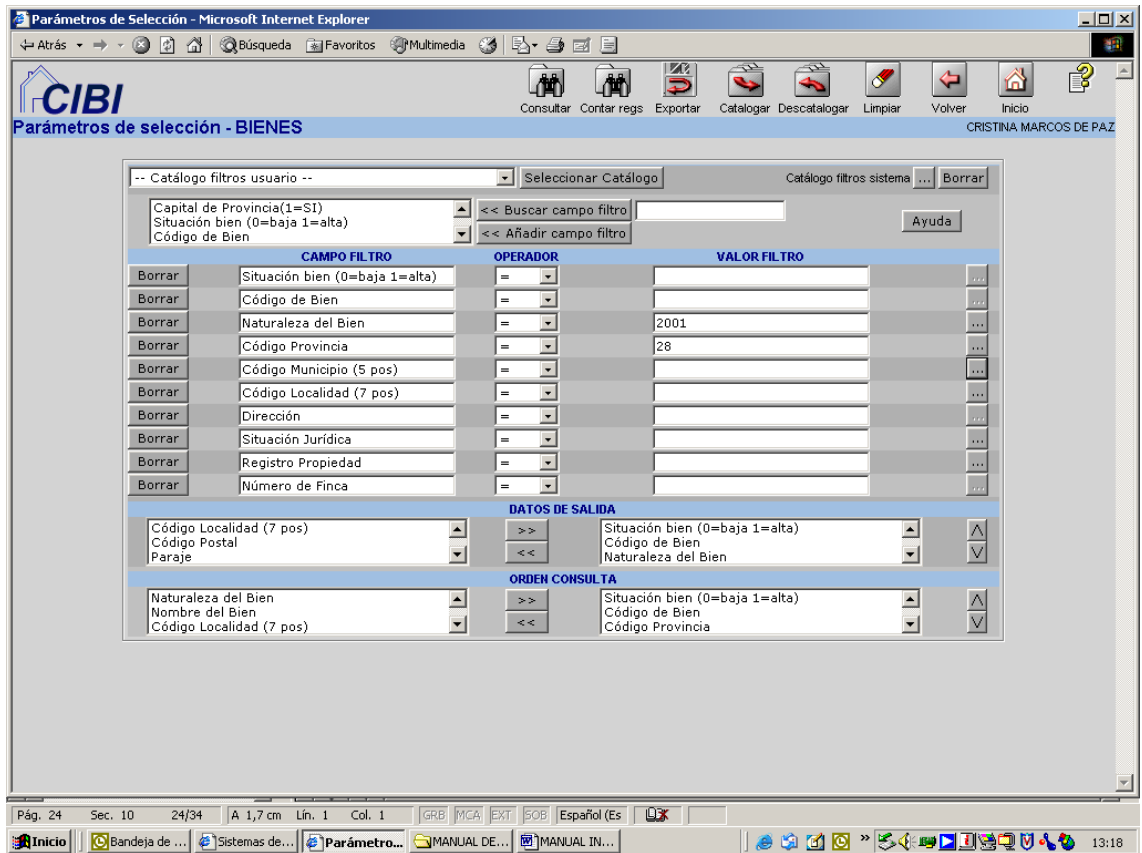 Parámetros de Selección - Microsoft Internet Explorer
Atrás Búsqueda Favoritos Multimedia
CIBI
Consultar Contar regs Exportar Catalogar Descatalogar Limpiar Volver Inicio
Parámetros de selección - BIENES CRISTINA MARCOS DE PAZ
-- Catálogo filtros usuario -- Seleccionar Catálogo Catálogo filtros sistema ... Borrar
Capital de Provincia(1=SI)
Situación bien (0=baja 1=alta)
Código de Bien
<< Buscar campo filtro
<< Añadir campo filtro
Ayuda
CAMPO FILTRO OPERADOR VALOR FILTRO
Borrar Situación bien (0=baja 1=alta) = ...
Borrar Código de Bien = ...
Borrar Naturaleza del Bien = 2001 ...
Borrar Código Provincia = 28 ...
Borrar Código Municipio (5 pos) = ...
Borrar Código Localidad (7 pos) = ...
Borrar Dirección = ...
Borrar Situación Jurídica = ...
Borrar Registro Propiedad = ...
Borrar Número de Finca = ...
DATOS DE SALIDA
Código Localidad (7 pos) >> Situación bien (0=baja 1=alta)
Código Postal Código de Bien
Paraje << Naturaleza del Bien
ORDEN CONSULTA
Naturaleza del Bien >> Situación bien (0=baja 1=alta)
Nombre del Bien Código de Bien
Código Localidad (7 pos) << Código Provincia
Pág. 24 Sec. 10 24/34 A 1,7 cm Lín. 1 Col. 1 GRB MCA EXT SOB Español (Es
Inicio Bandeja de ... Sistemas de... Parámetro... MANUAL DE... MANUAL IN... » 13:18